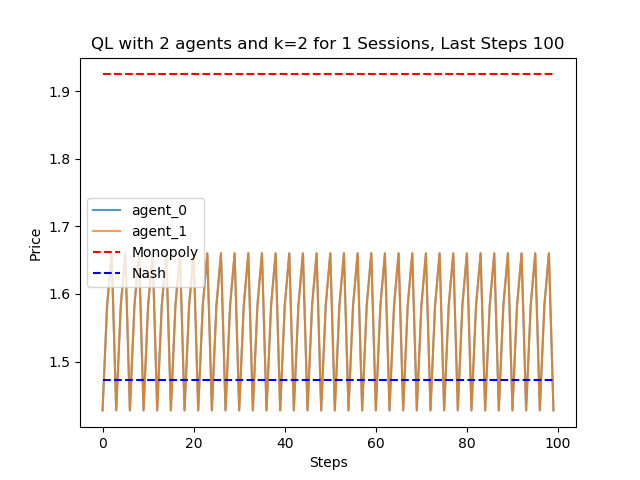 QL with 2 agents and k=2 for 1 Sessions, Last Steps 100
1.9
1.8
1.7
1.6
1.5
Price
agent_0
agent_1
Monopoly
Nash
0 20 40 60 80 100
Steps